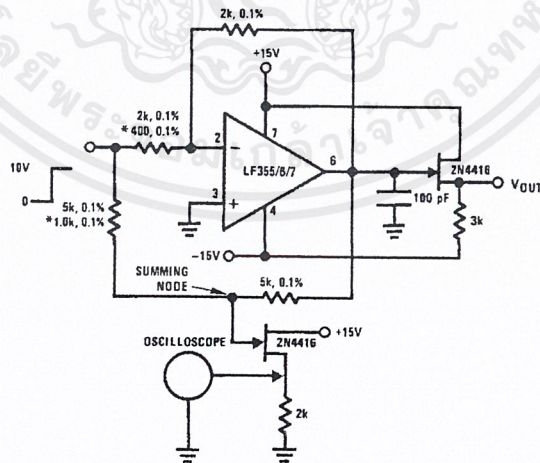 2k, 0.1%
+15V
2k, 0.1%
*400, 0.1%
7
2
6
LF355/6/7
2N4416
10V
0
3
4
100 pF
VOUT
5k, 0.1%
*1.0k, 0.1%
3k
-15V
SUMMING
NODE
5k, 0.1%
+15V
OSCILLOSCOPE
2N4416
2k